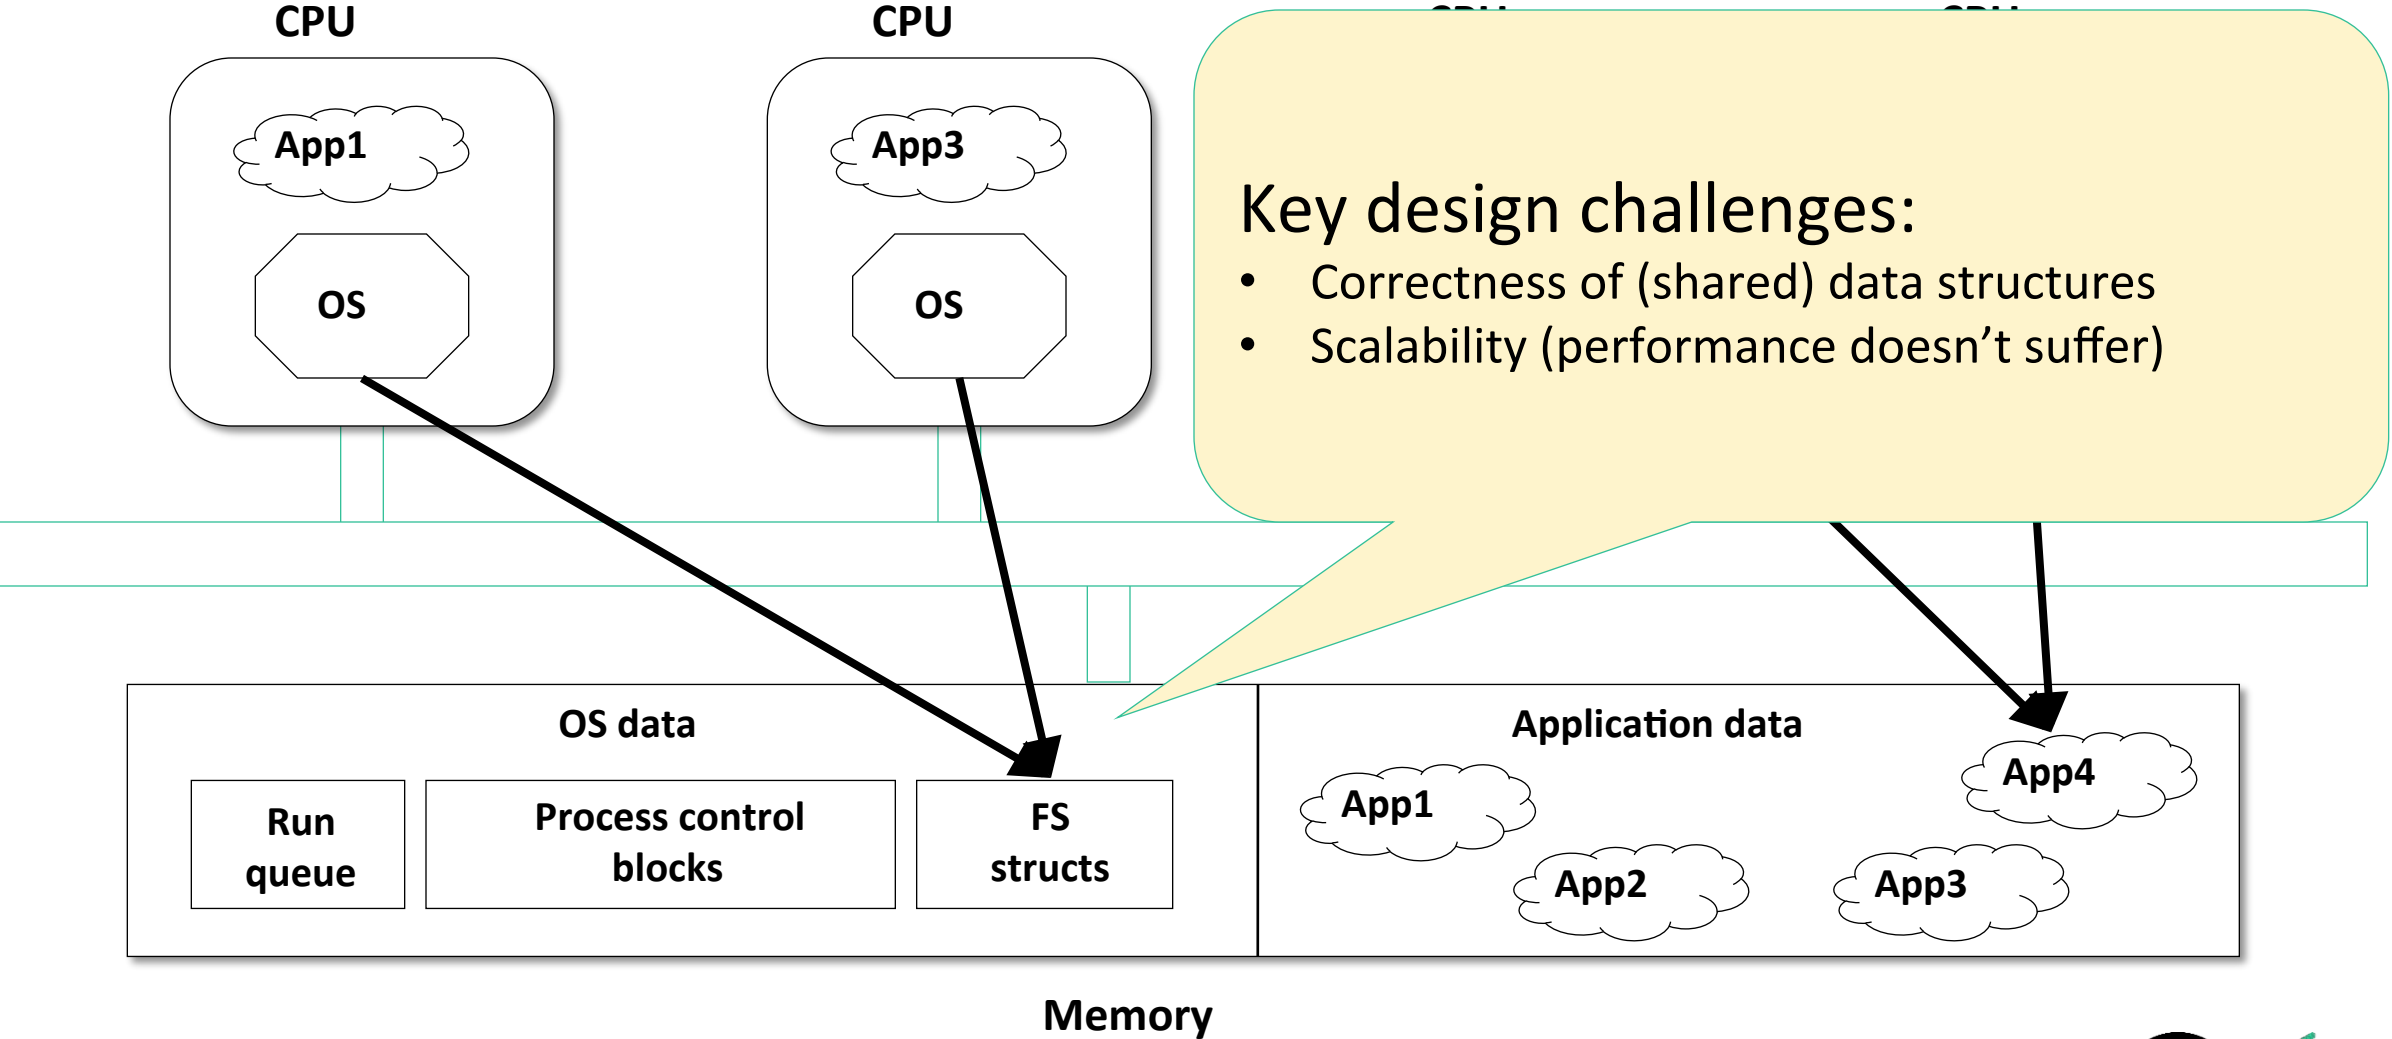 CPU
CPU
App1
App3
OS
OS
Key design challenges:
• Correctness of (shared) data structures
• Scalability (performance doesn’t suffer)
OS data
Application data
Run
queue
Process control
blocks
FS
structs
App1
App2
App3
App4
Memory